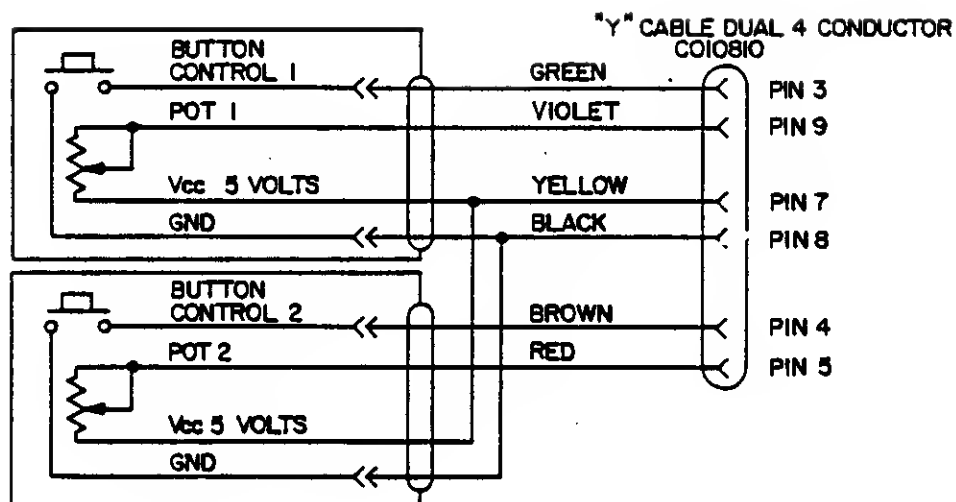 "Y" CABLE DUAL 4 CONDUCTOR
CO10810
BUTTON
CONTROL 1
GREEN
PIN 3
POT 1
VIOLET
PIN 9
Vcc 5 VOLTS
YELLOW
PIN 7
GND
BLACK
PIN 8
BUTTON
CONTROL 2
BROWN
PIN 4
POT 2
RED
PIN 5
Vcc 5 VOLTS
GND